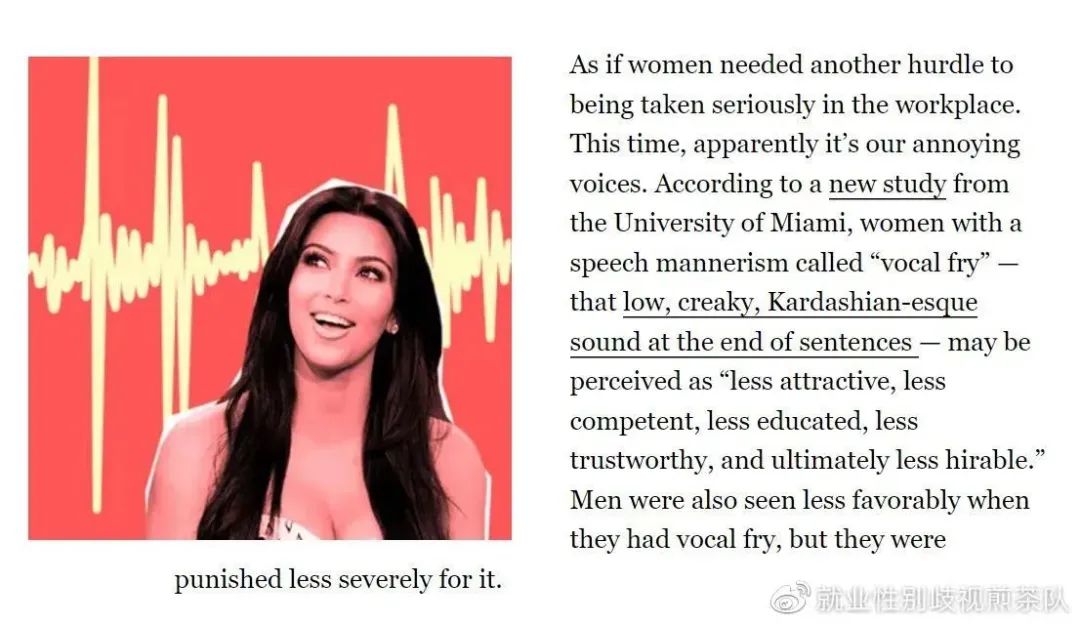 As if women needed another hurdle to
being taken seriously in the workplace.
This time, apparently it’s our annoying
voices. According to a new study from
the University of Miami, women with a
speech mannerism called “vocal fry” —
that low, creaky, Kardashian-esque
sound at the end of sentences — may be
perceived as “less attractive, less
competent, less educated, less
trustworthy, and ultimately less hirable.”
Men were also seen less favorably when
they had vocal fry, but they were
punished less severely for it.
就业性别歧视煎茶队